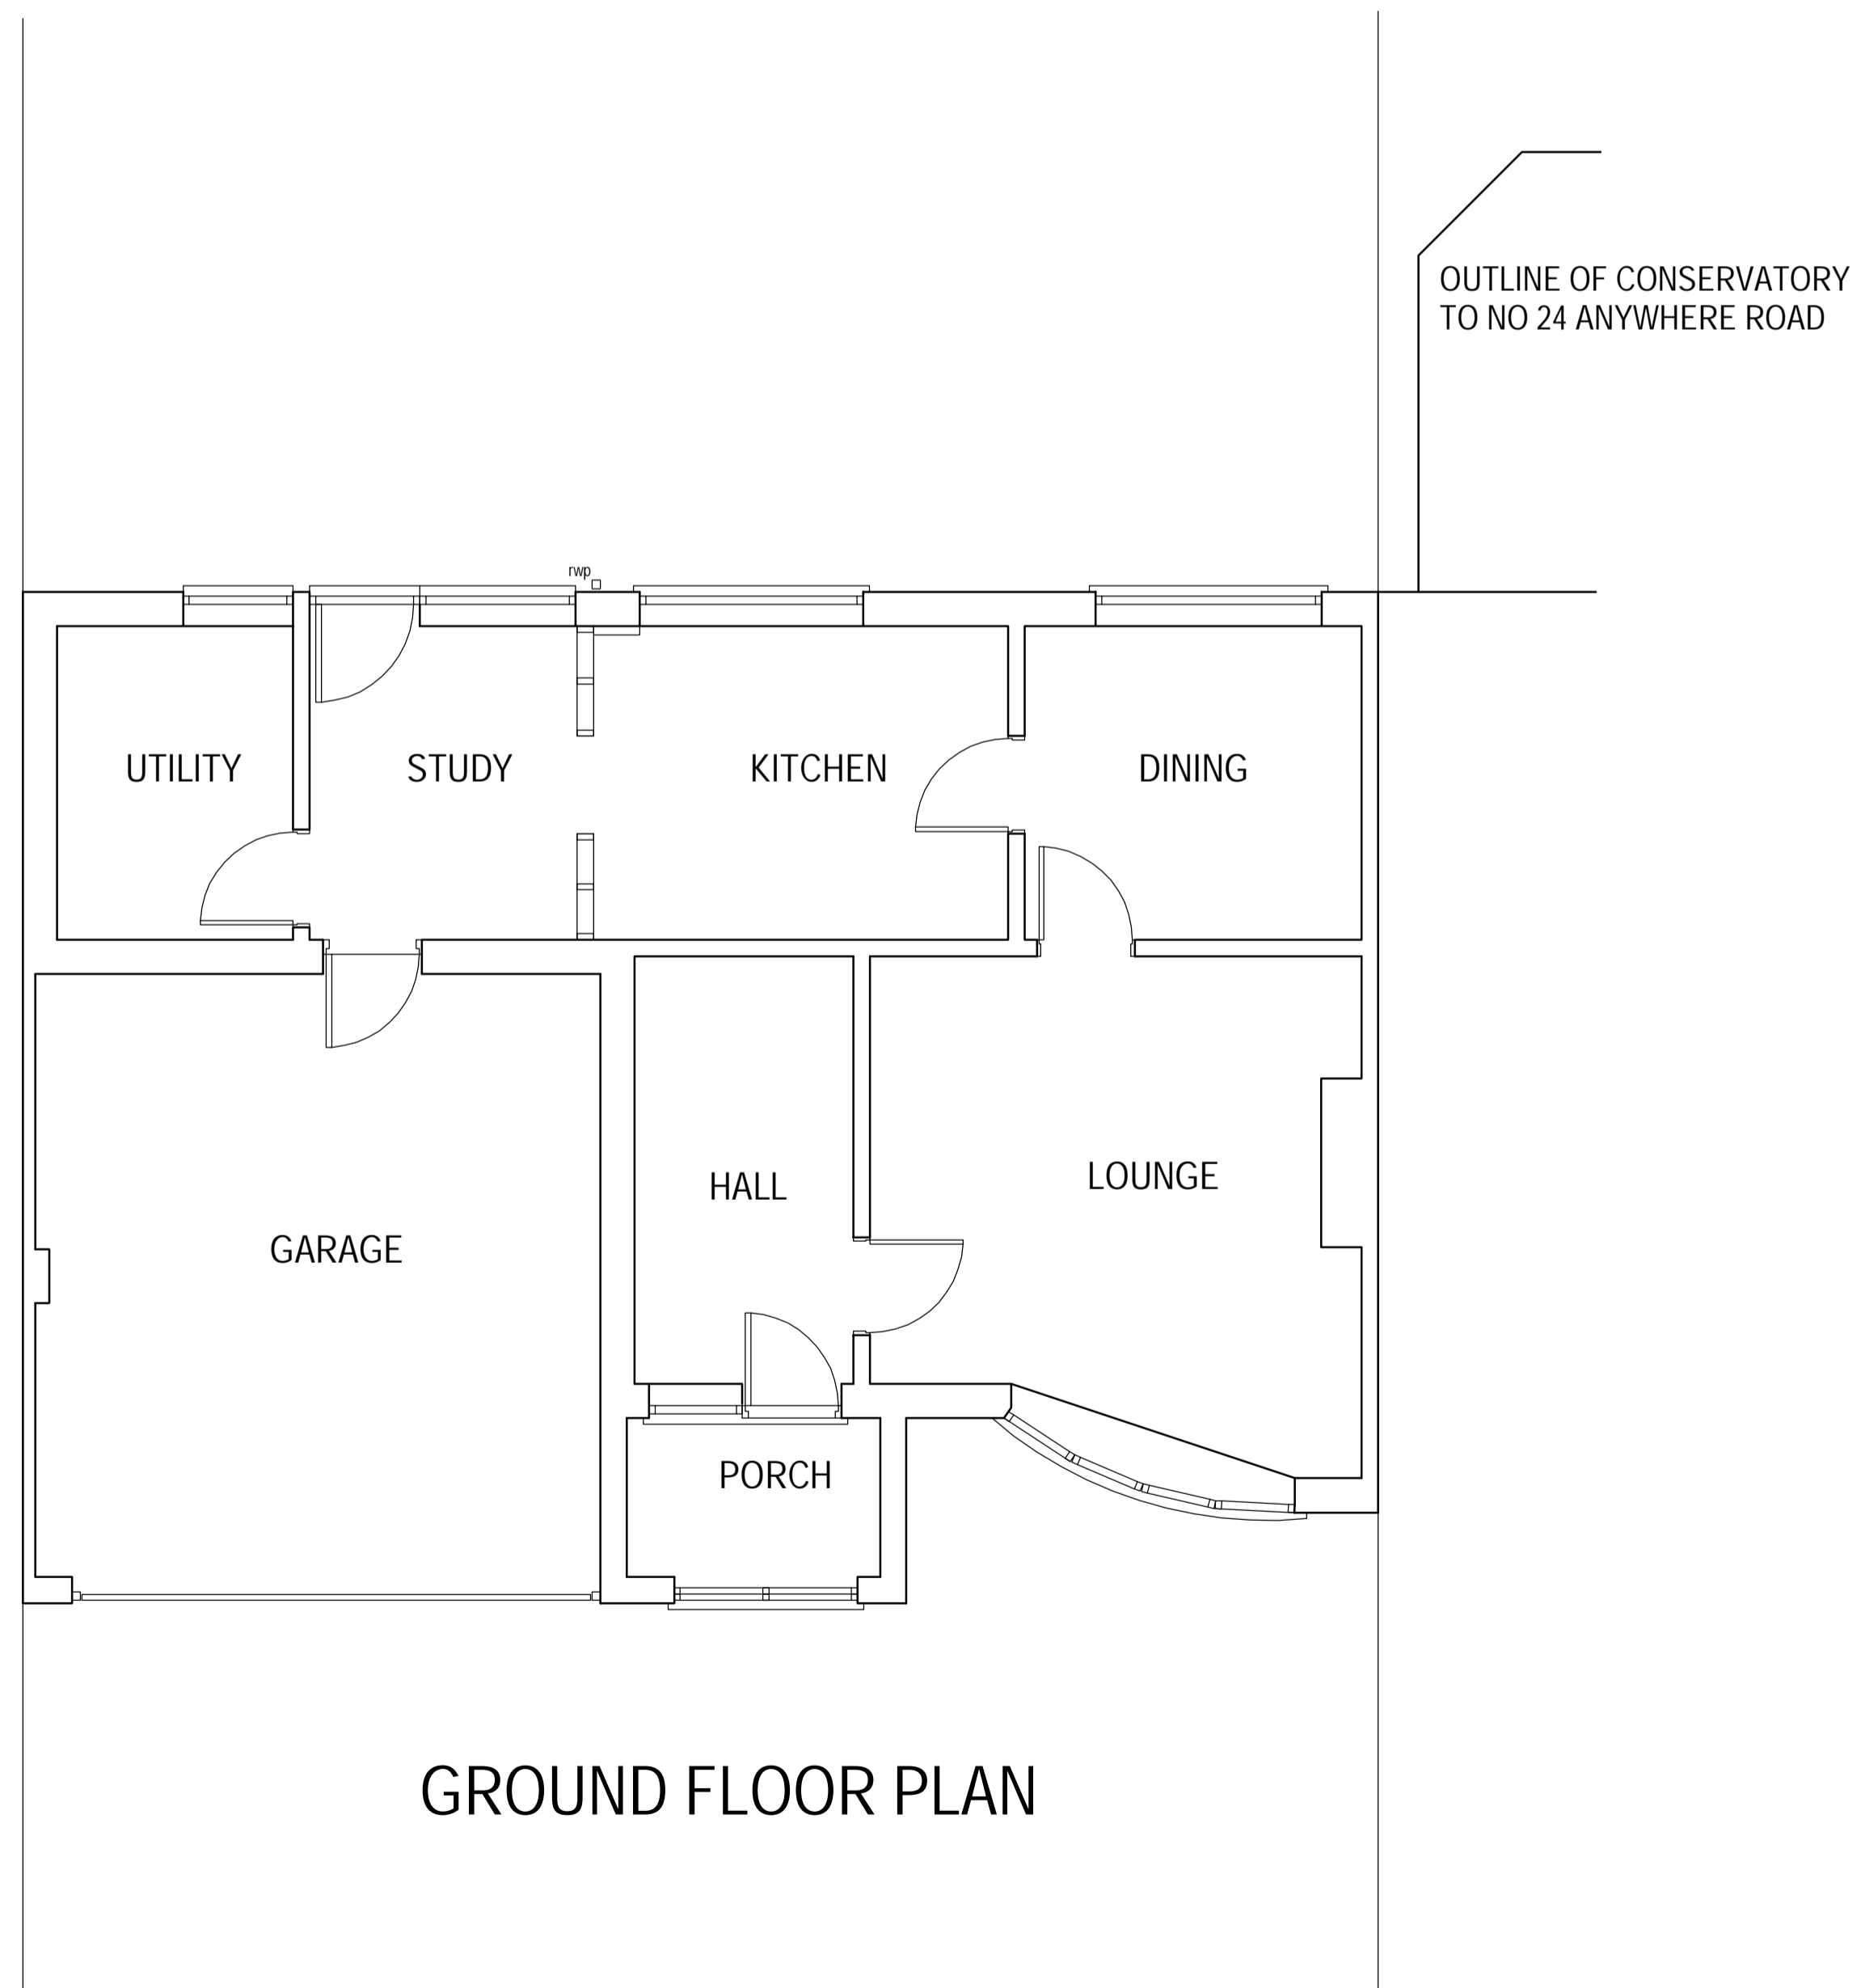 OUTLINE OF CONSERVATORY
TO NO 24 ANYWHERE ROAD
rwp
UTILITY
STUDY
KITCHEN
DINING
HALL
LOUNGE
GARAGE
PORCH
GROUND FLOOR PLAN